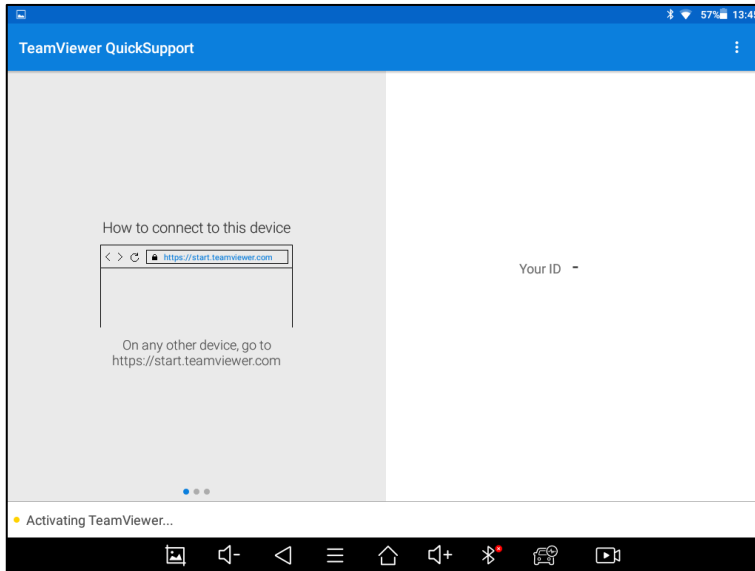 57% 13:45
TeamViewer QuickSupport
How to connect to this device
https://start.teamviewer.com
On any other device, go to
https://start.teamviewer.com
Your ID -
Activating TeamViewer...